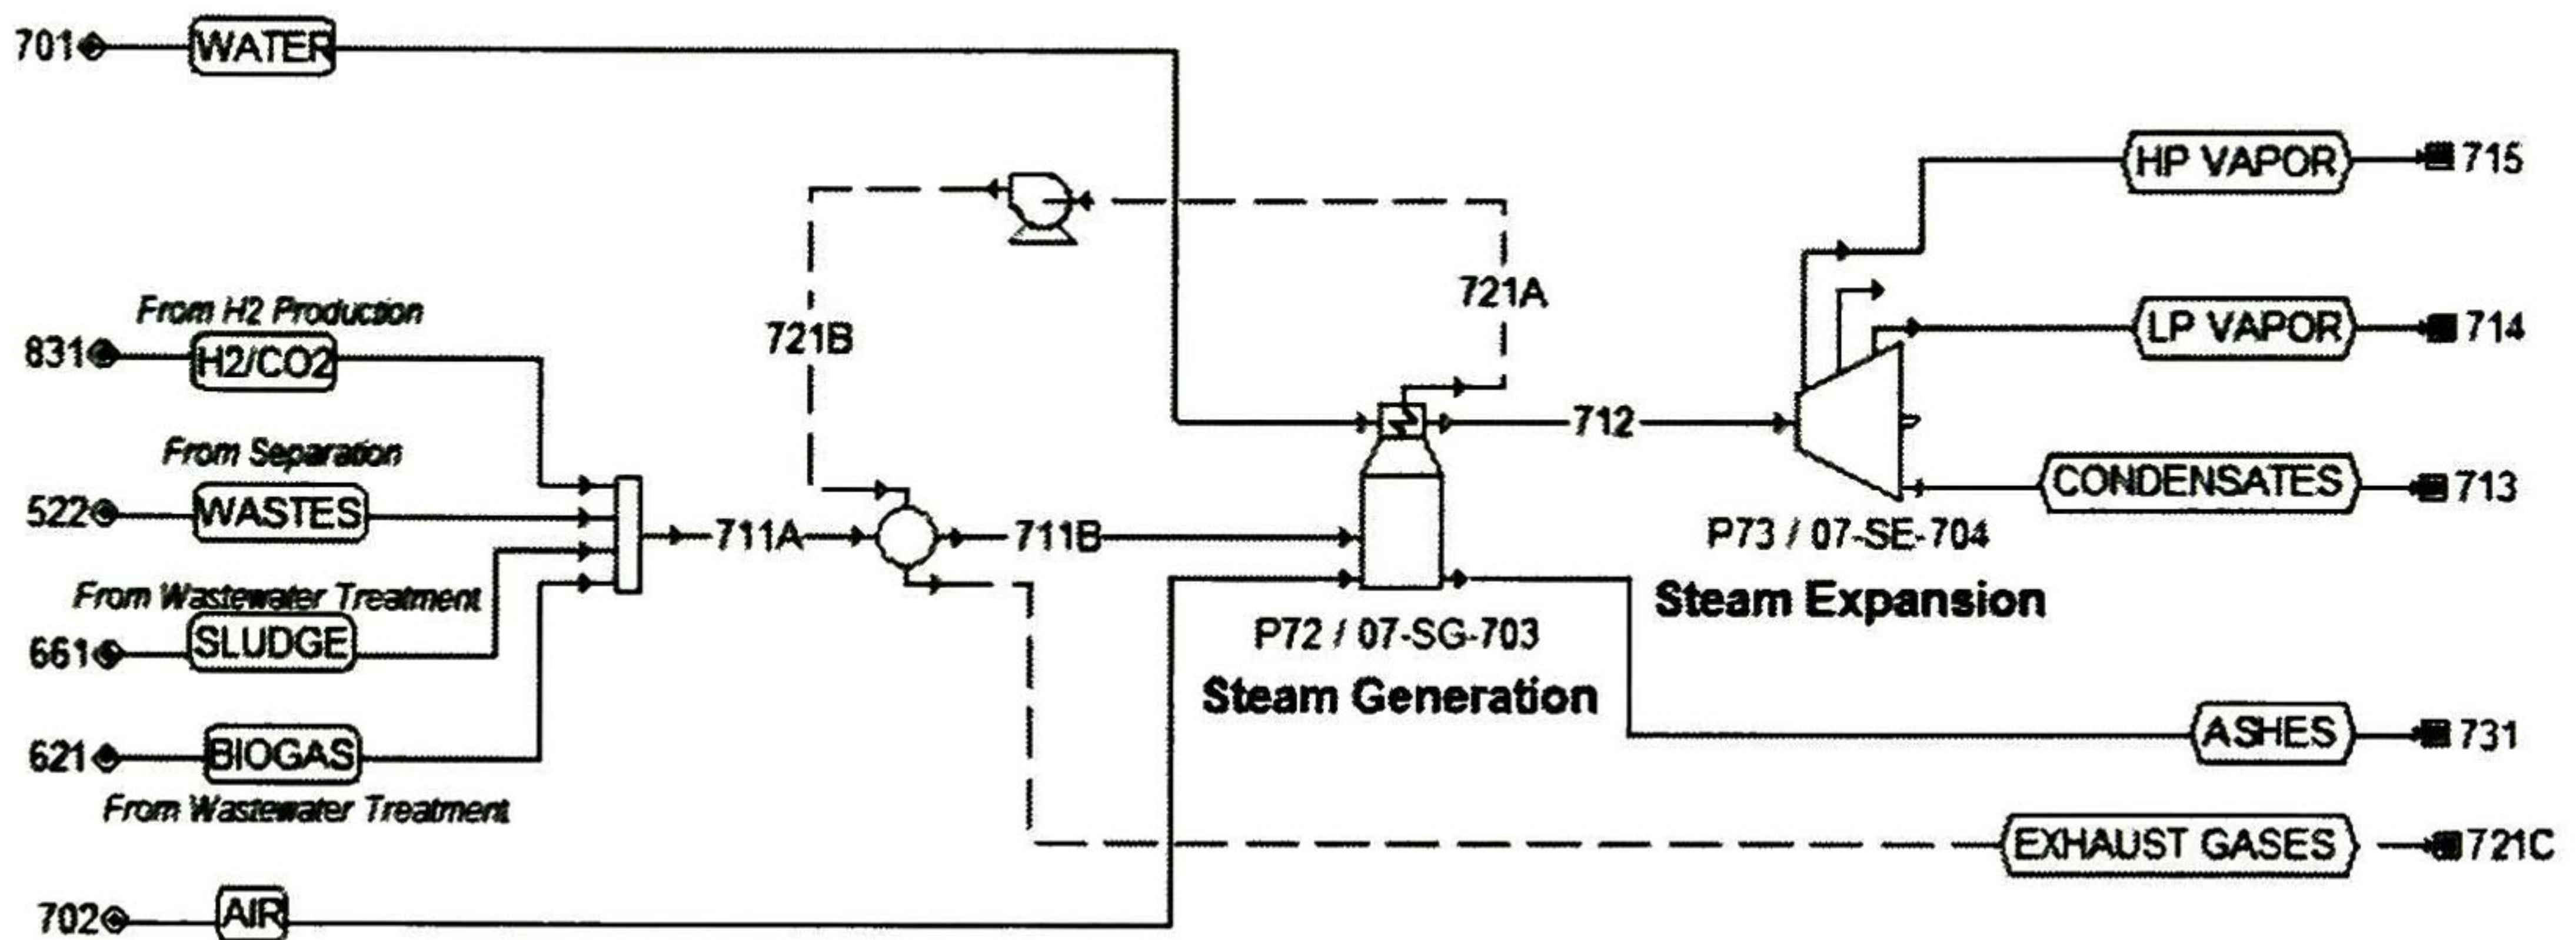 701 WATER
HP VAPOR 715
721A
From H2 Production
831 H2/CO2
721B
LP VAPOR 714
712
From Separation
522 WASTES
CONDENSATES 713
711A
711B
P73 / 07-SE-704
Steam Expansion
From Wastewater Treatment
661 SLUDGE
P72 / 07-SG-703
Steam Generation
621 BIOGAS
From Wastewater Treatment
ASHES 731
EXHAUST GASES 721C
702 AIR